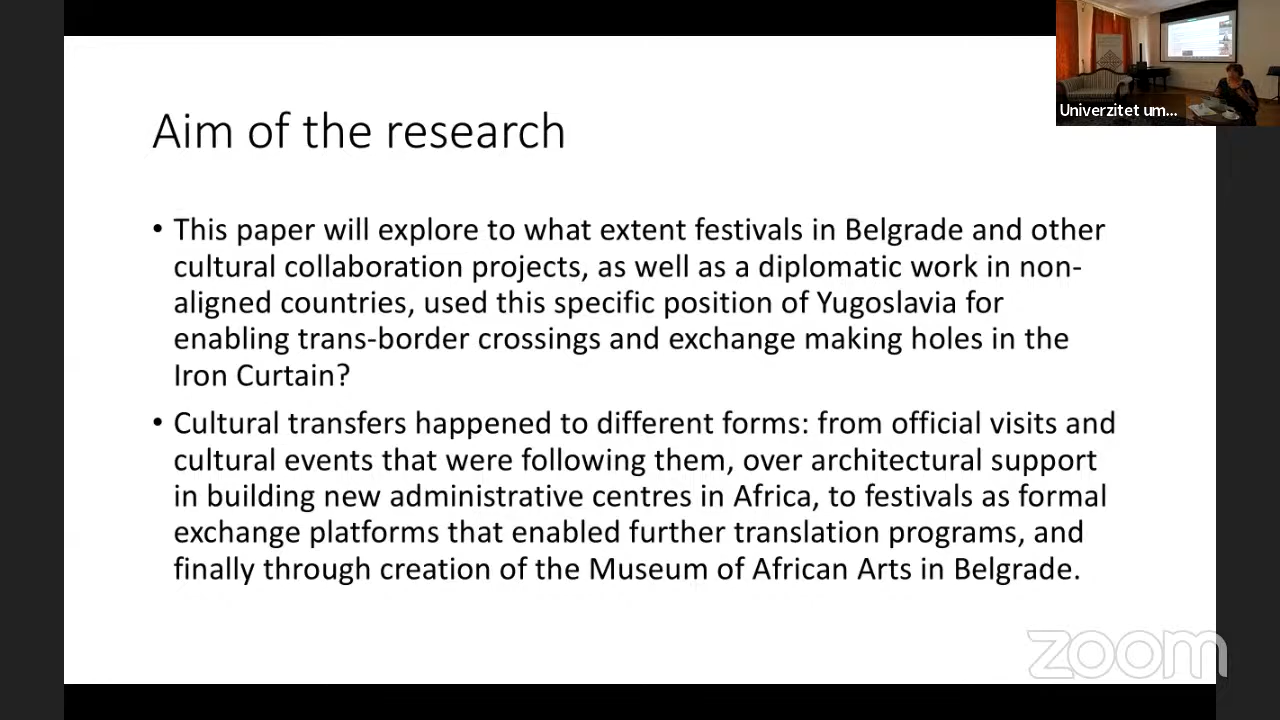 Univerzitet um...
Aim of the research
• This paper will explore to what extent festivals in Belgrade and other
cultural collaboration projects, as well as a diplomatic work in non-
aligned countries, used this specific position of Yugoslavia for
enabling trans-border crossings and exchange making holes in the
Iron Curtain?
• Cultural transfers happened to different forms: from official visits and
cultural events that were following them, over architectural support
in building new administrative centres in Africa, to festivals as formal
exchange platforms that enabled further translation programs, and
finally through creation of the Museum of African Arts in Belgrade.
zoom